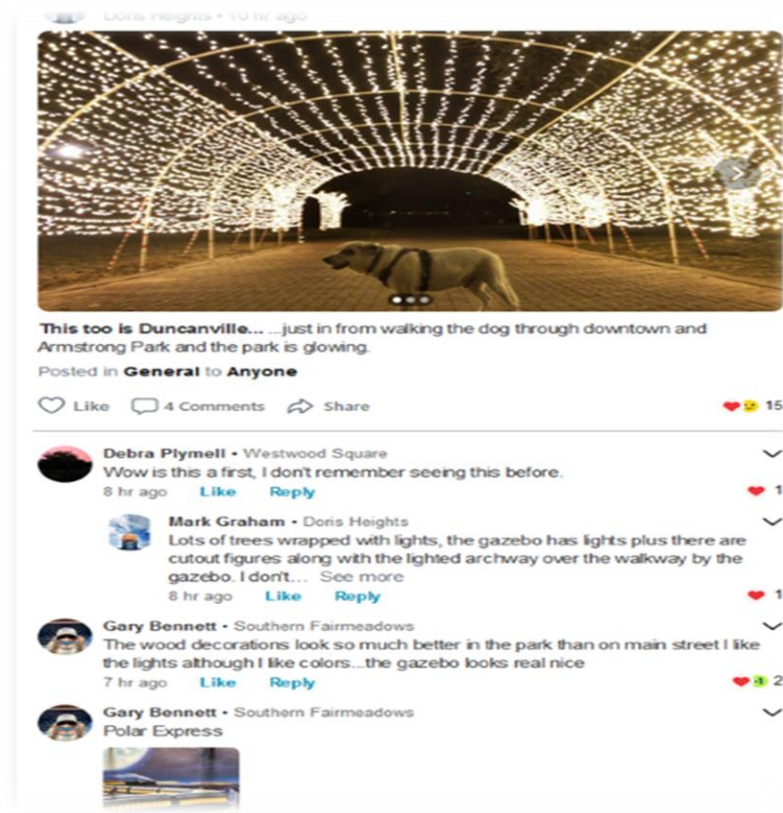 Doris Heights • 10 hr ago
This too is Duncanville... ...just in from walking the dog through downtown and
Armstrong Park and the park is glowing.
Posted in General to Anyone
Like 4 Comments Share 15
Debra Plymell • Westwood Square
Wow is this a first, I don't remember seeing this before.
8 hr ago Like Reply 1
Mark Graham • Doris Heights
Lots of trees wrapped with lights, the gazebo has lights plus there are
cutout figures along with the lighted archway over the walkway by the
gazebo. I don't... See more
8 hr ago Like Reply 1
Gary Bennett • Southern Fairmeadows
The wood decorations look so much better in the park than on main street I like
the lights although I like colors...the gazebo looks real nice
7 hr ago Like Reply 2
Gary Bennett • Southern Fairmeadows
Polar Express